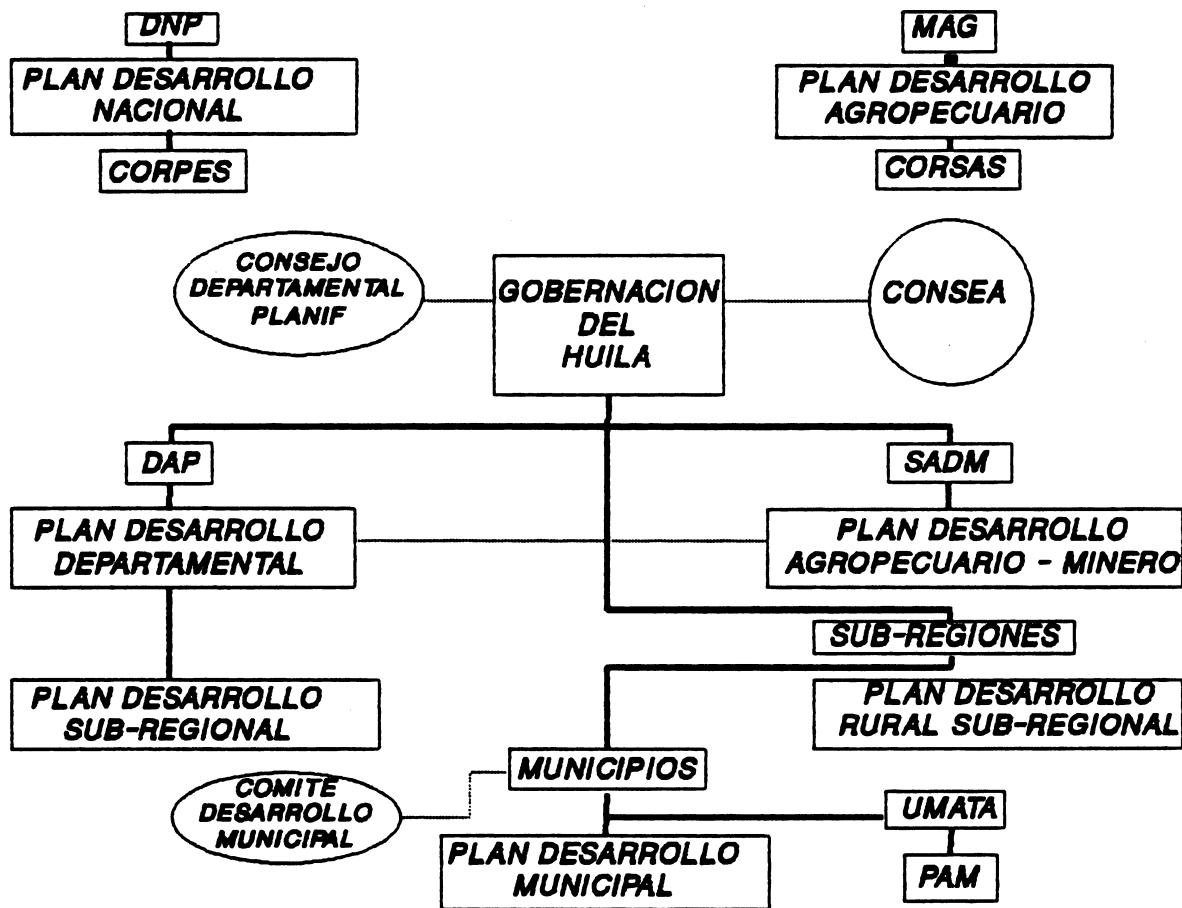 DNP
PLAN DESARROLLO
NACIONAL
CORPES
MAG
PLAN DESARROLLO
AGROPECUARIO
CORSAS
CONSEJO
DEPARTAMENTAL
PLANIF
GOBERNACION
DEL
HUILA
CONSEA
DAP
SADM
PLAN DESARROLLO
DEPARTAMENTAL
PLAN DESARROLLO
AGROPECUARIO - MINERO
SUB-REGIONES
PLAN DESARROLLO
SUB-REGIONAL
PLAN DESARROLLO
RURAL SUB-REGIONAL
MUNICIPIOS
COMITE
DESARROLLO
MUNICIPAL
UMATA
PLAN DESARROLLO
MUNICIPAL
PAM